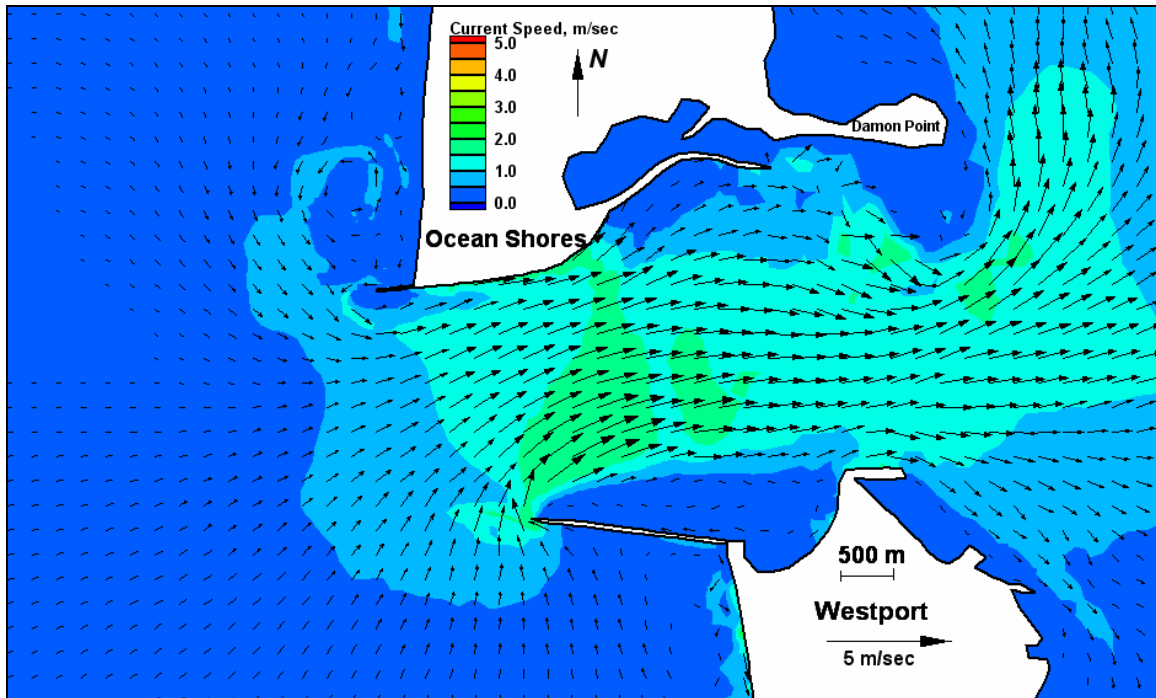 Current Speed, m/sec
5.0
4.0
3.0
2.0
1.0
0.0
N
Damon Point
Ocean Shores
500 m
Westport
5 m/sec